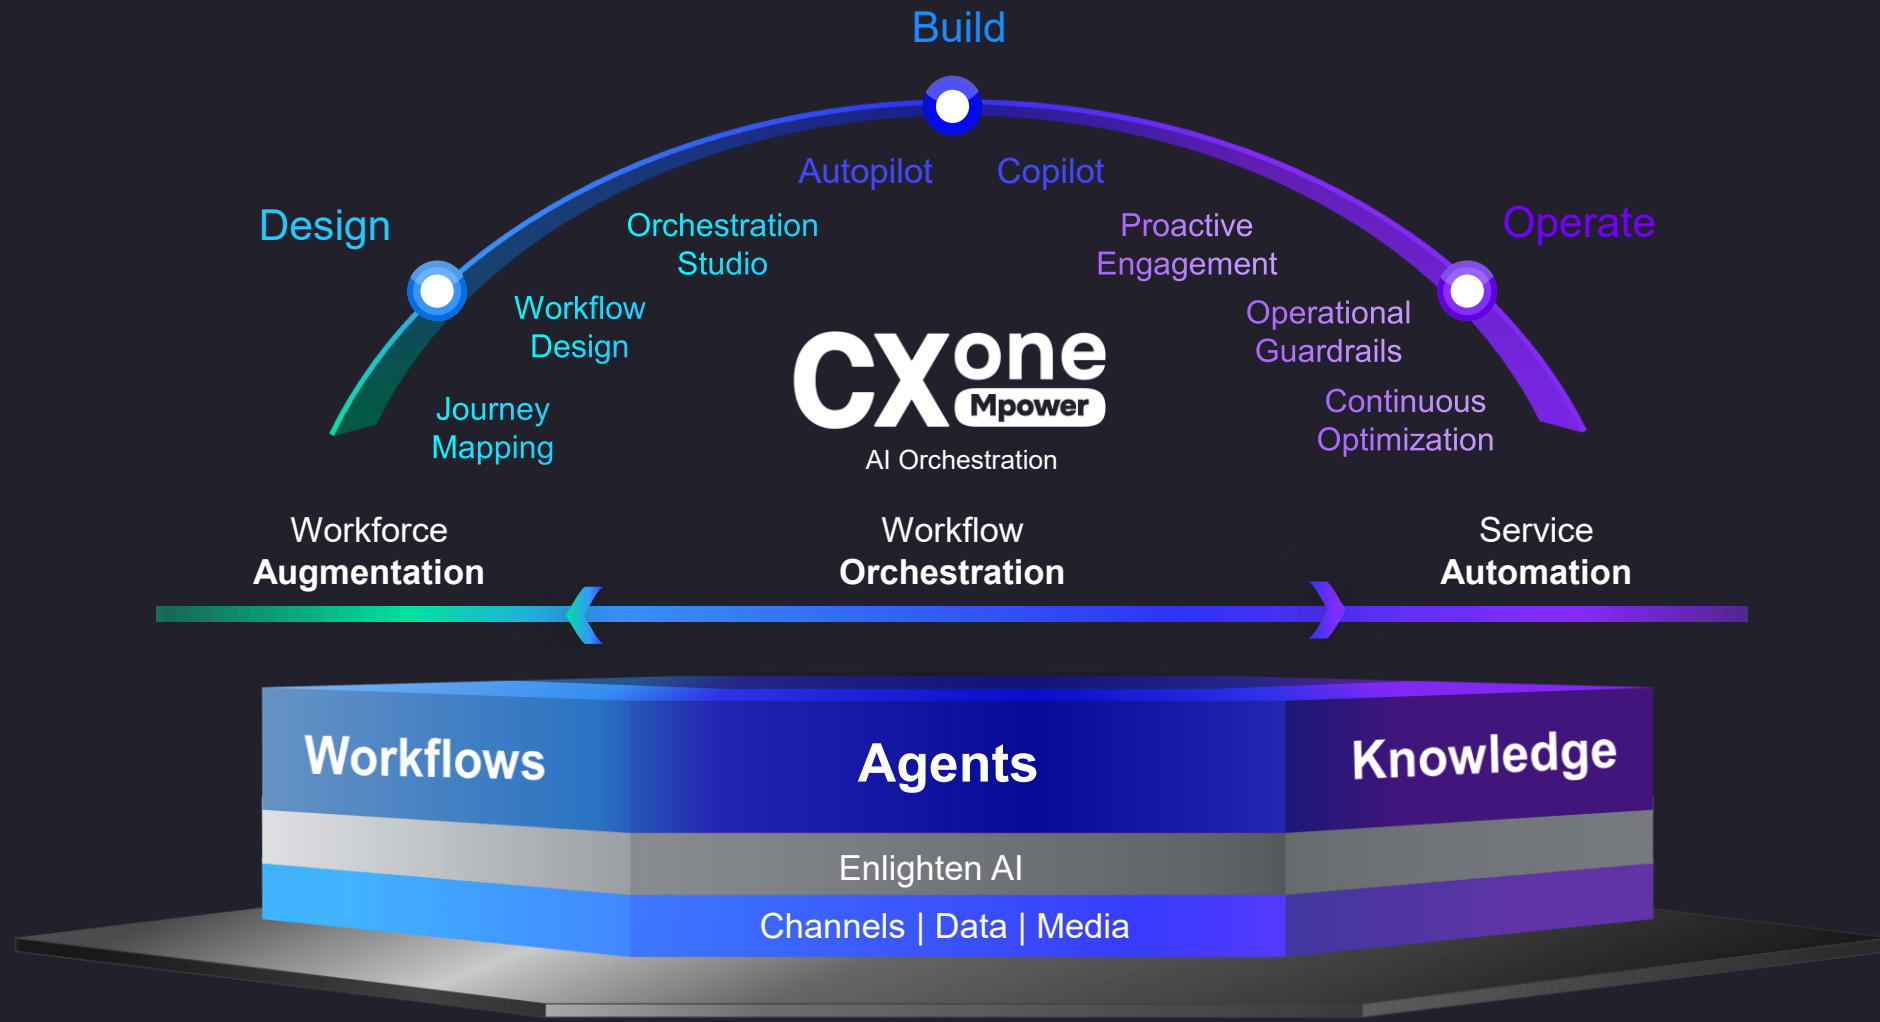 Build
Autopilot
Copilot
Design
Operate
Orchestration
Studio
Proactive
Engagement
Workflow
Design
Operational
Guardrails
Journey
Mapping
Continuous
Optimization
CXone
Mpower
AI Orchestration
Workforce
Augmentation
Workflow
Orchestration
Service
Automation
Workflows
Agents
Knowledge
Enlighten AI
Channels | Data | Media